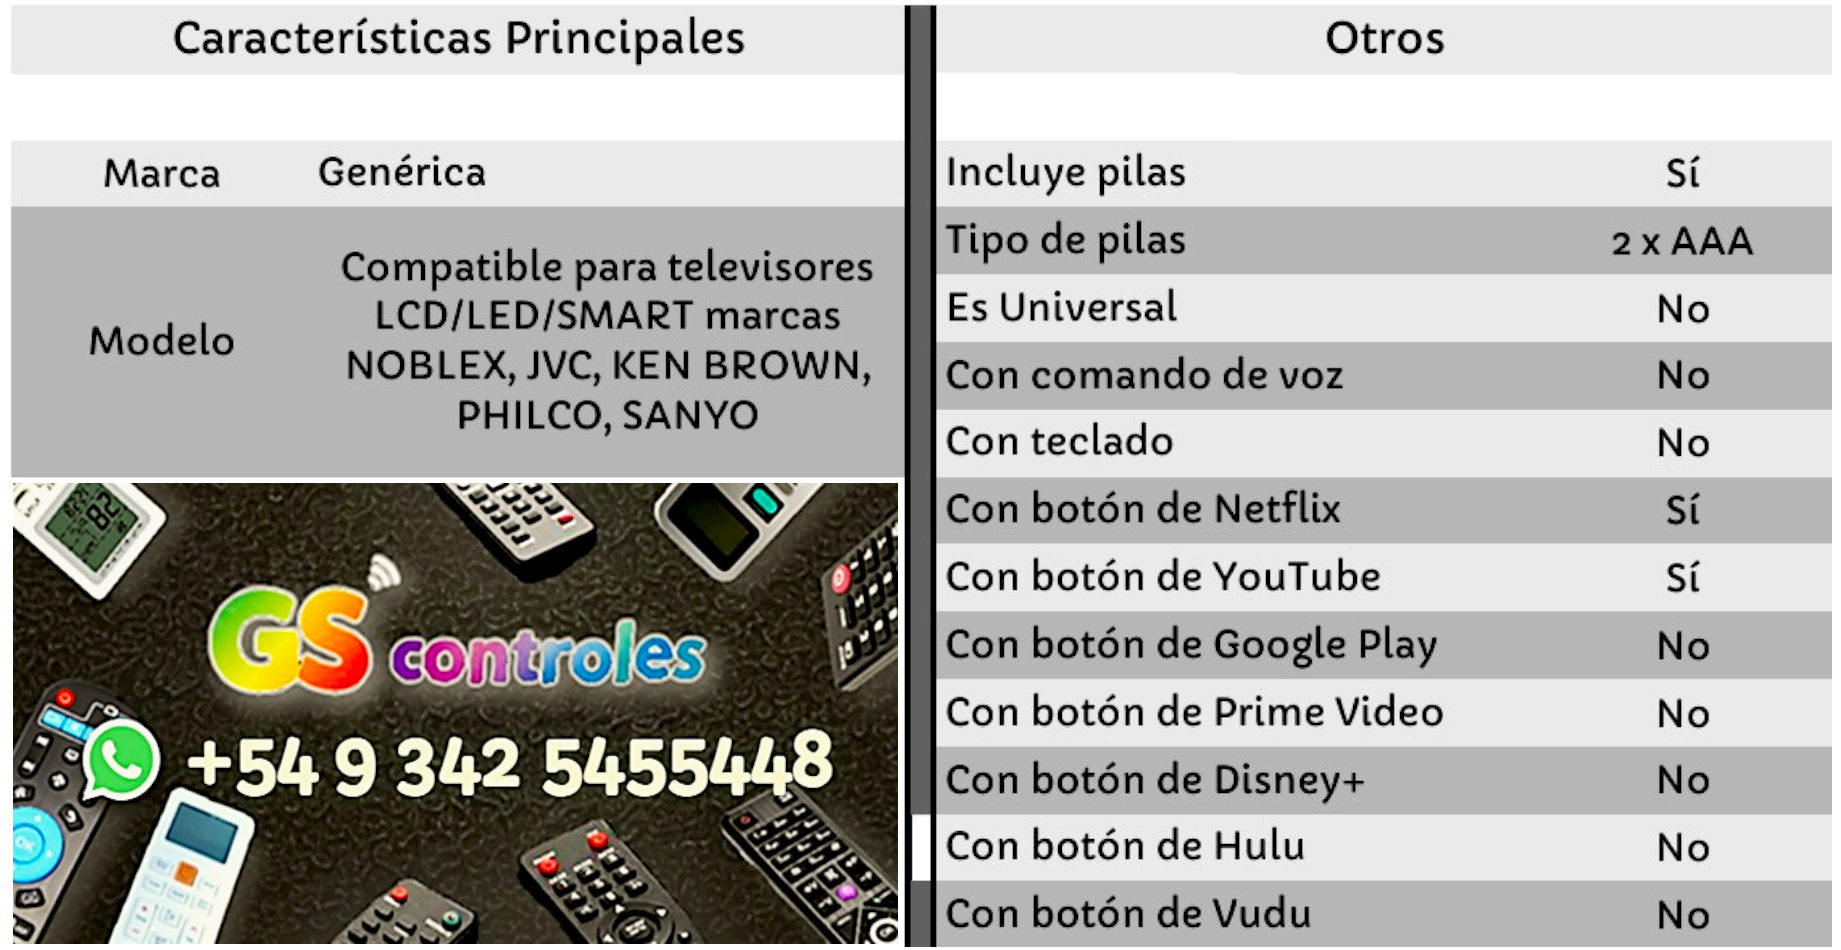 Características Principales
Marca Genérica
Modelo
Compatible para televisores
LCD/LED/SMART marcas
NOBLEX, JVC, KEN BROWN,
PHILCO, SANYO
GS controles
+54 9 342 5455448
Otros
Incluye pilas Sí
Tipo de pilas 2 x AAA
Es Universal No
Con comando de voz No
Con teclado No
Con botón de Netflix Sí
Con botón de YouTube Sí
Con botón de Google Play No
Con botón de Prime Video No
Con botón de Disney+ No
Con botón de Hulu No
Con botón de Vudu No